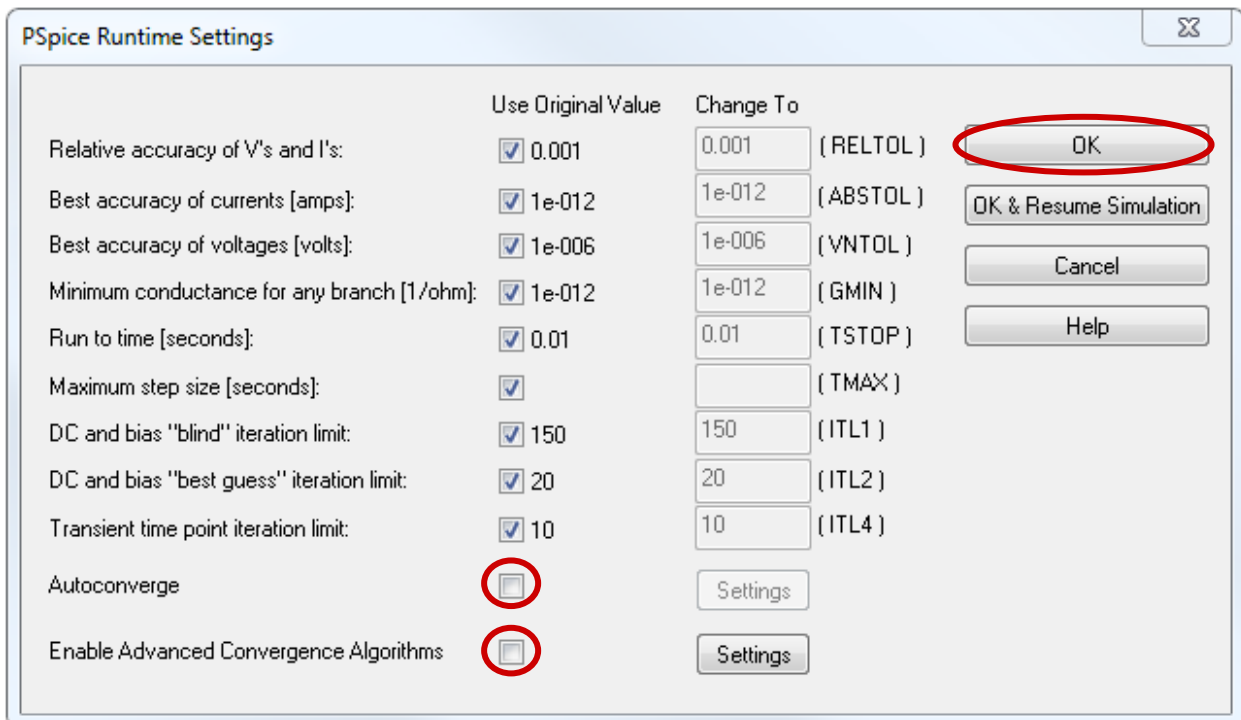 PSpice Runtime Settings
Use Original Value Change To
Relative accuracy of V's and I's: 0.001 0.001 ( RELTOL ) OK
Best accuracy of currents [amps]: 1e-012 1e-012 ( ABSTOL ) OK & Resume Simulation
Best accuracy of voltages [volts]: 1e-006 1e-006 ( VNTOL ) Cancel
Minimum conductance for any branch [1/ohm]: 1e-012 1e-012 ( GMIN )
Run to time [seconds]: 0.01 0.01 ( TSTOP ) Help
Maximum step size [seconds]: ( TMAX )
DC and bias "blind" iteration limit: 150 150 ( ITL1 )
DC and bias "best guess" iteration limit: 20 20 ( ITL2 )
Transient time point iteration limit: 10 10 ( ITL4 )
Autoconverge Settings
Enable Advanced Convergence Algorithms Settings